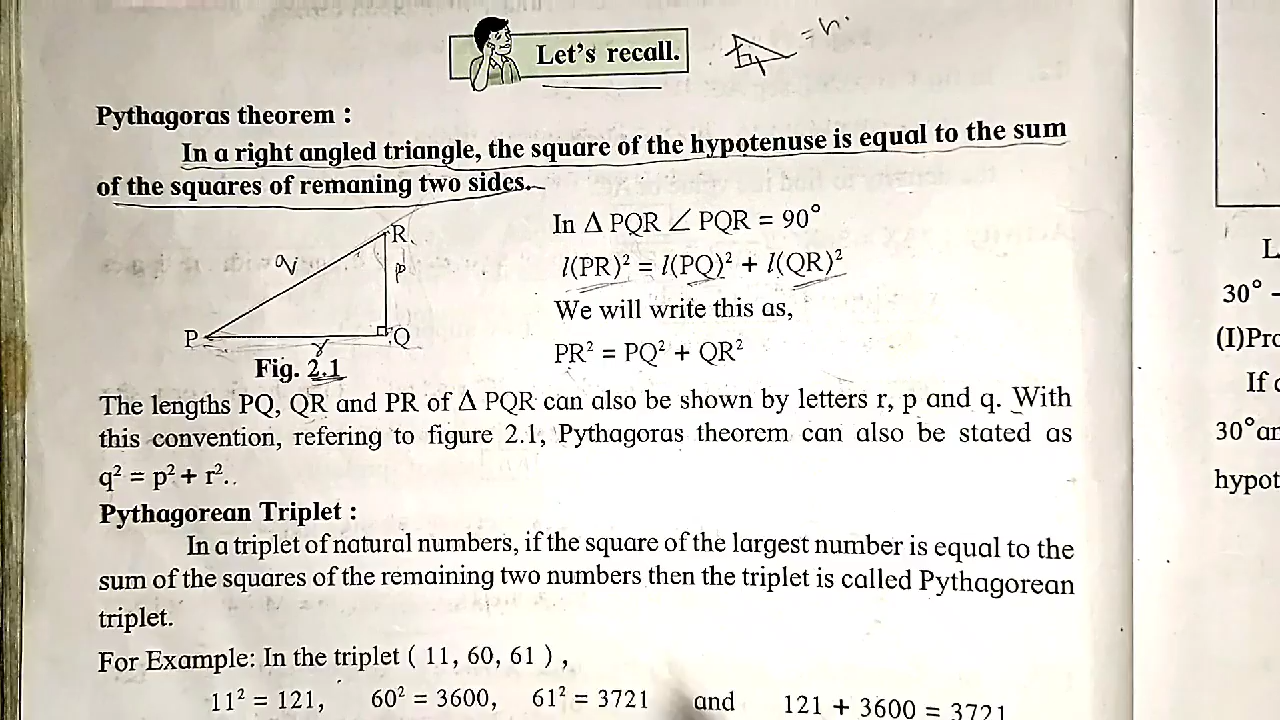 Let's recall.
= h.
Pythagoras theorem :
In a right angled triangle, the square of the hypotenuse is equal to the sum
of the squares of remaning two sides.
R
q
p
P
Q
r
Fig. 2.1
In Δ PQR ∠ PQR = 90°
l(PR)² = l(PQ)² + l(QR)²
We will write this as,
PR² = PQ² + QR²
The lengths PQ, QR and PR of Δ PQR can also be shown by letters r, p and q. With
this convention, refering to figure 2.1, Pythagoras theorem can also be stated as
q² = p² + r².
Pythagorean Triplet :
In a triplet of natural numbers, if the square of the largest number is equal to the
sum of the squares of the remaining two numbers then the triplet is called Pythagorean
triplet.
For Example: In the triplet ( 11, 60, 61 ) ,
11² = 121, 60² = 3600, 61² = 3721 and 121 + 3600 = 3721
L
30°
(I)Pro
If
30°an
hypot